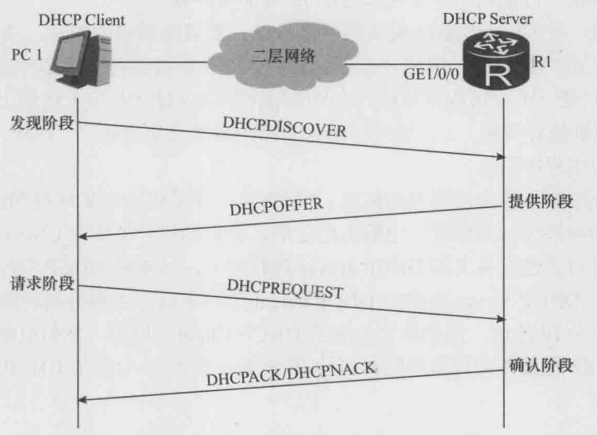 DHCP Client
DHCP Server
PC 1
二层网络
GE1/0/0
R
R1
发现阶段
DHCPDISCOVER
DHCPOFFER
提供阶段
请求阶段
DHCPREQUEST
DHCPACK/DHCPNACK
确认阶段